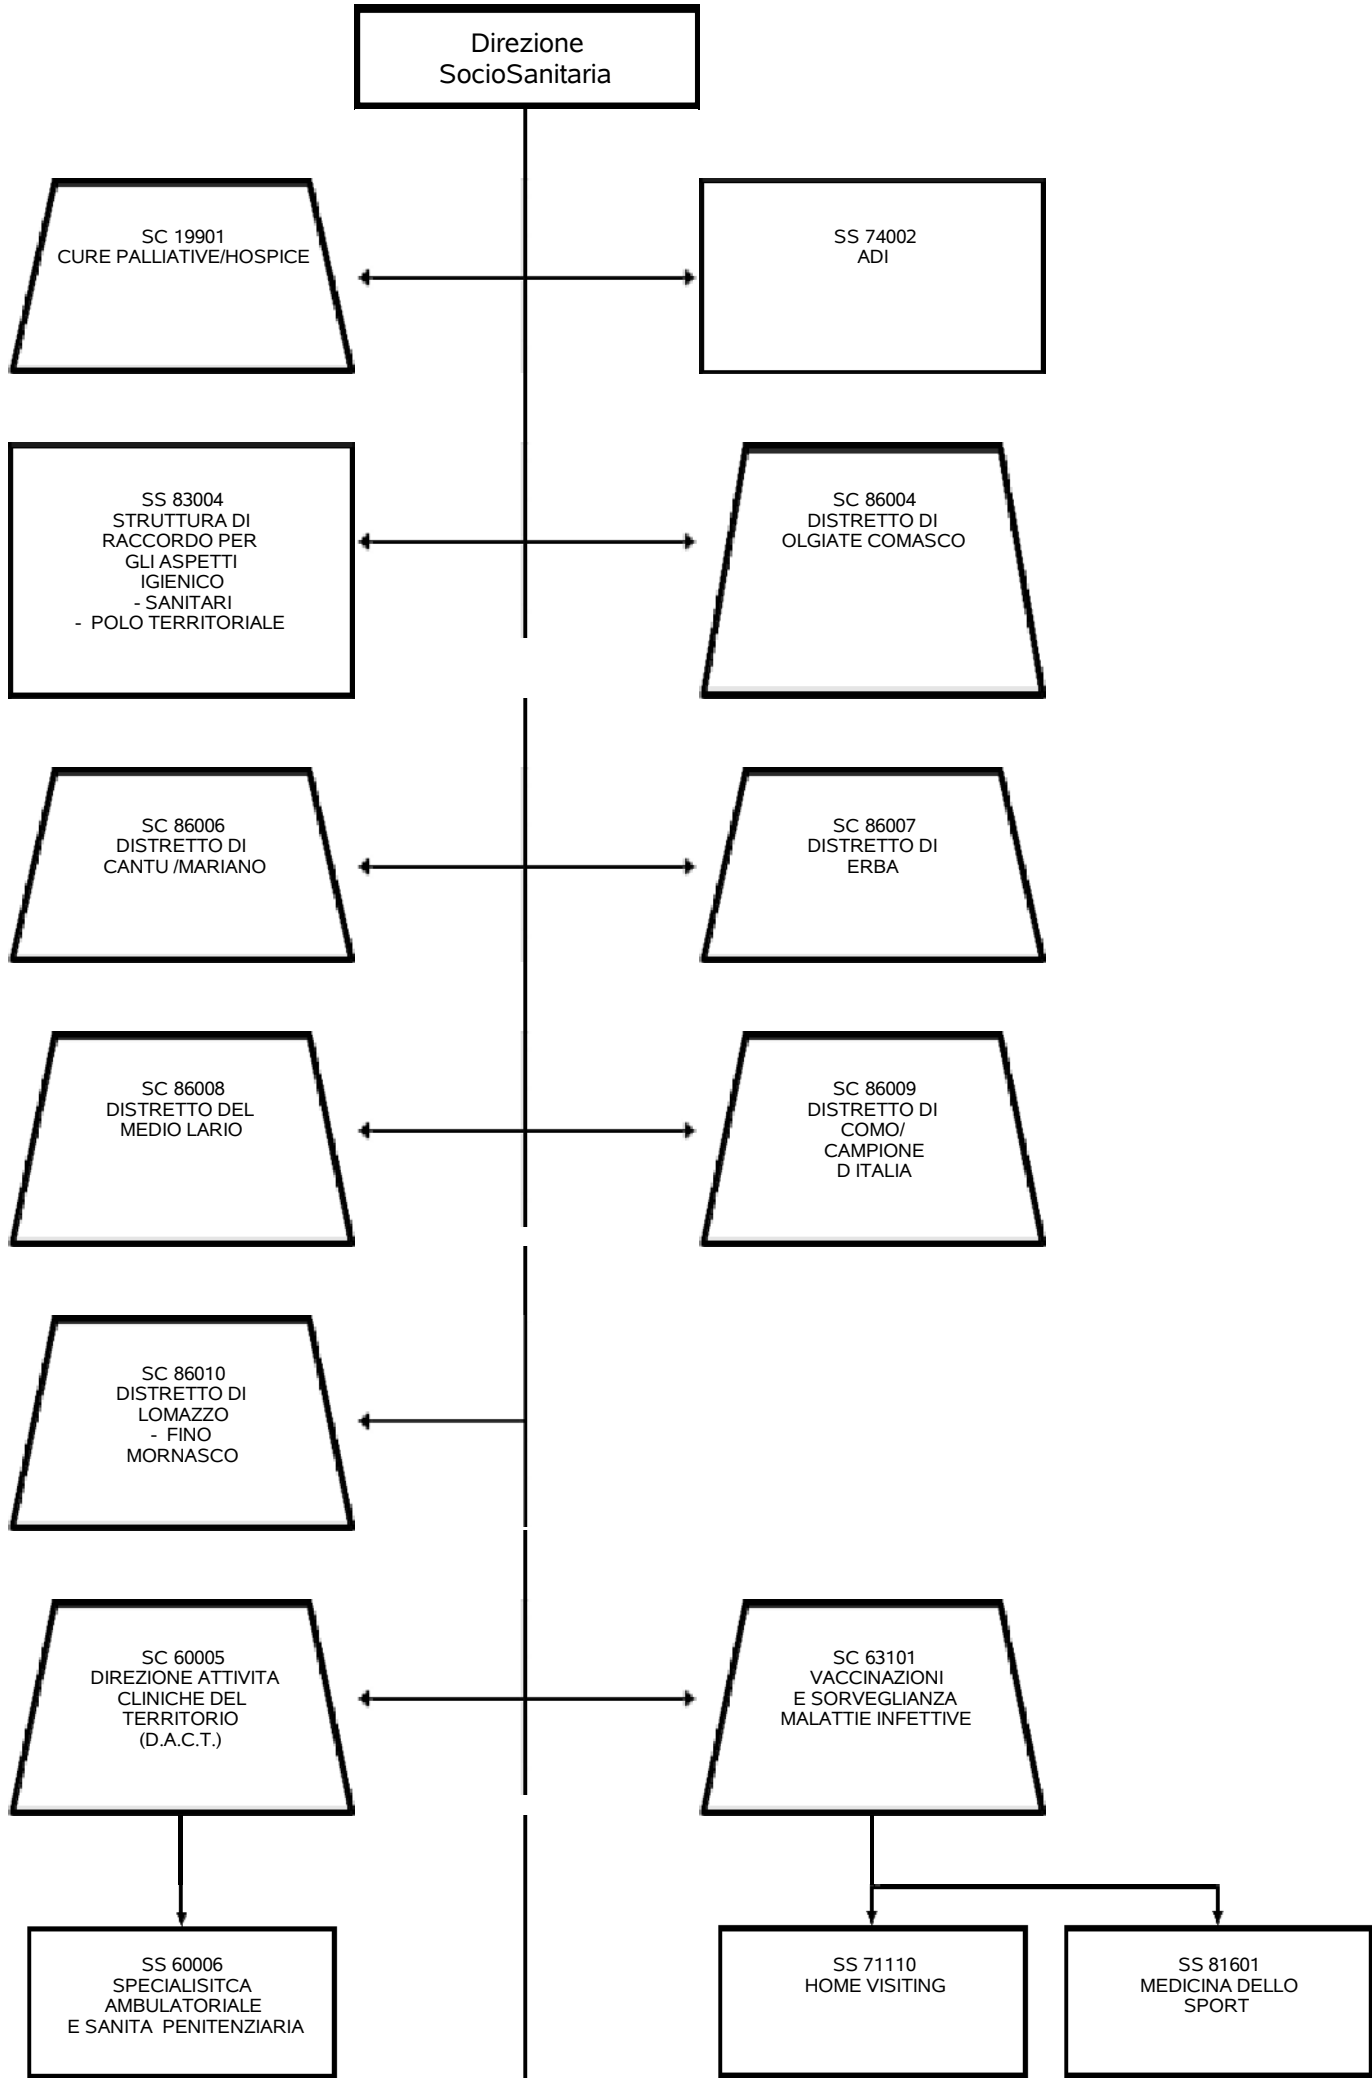 Direzione
SocioSanitaria
SC 19901
CURE PALLIATIVE/HOSPICE
SS 74002
ADI
SS 83004
STRUTTURA DI
RACCORDO PER
GLI ASPETTI
IGIENICO
- SANITARI
- POLO TERRITORIALE
SC 86004
DISTRETTO DI
OLGIATE COMASCO
SC 86006
DISTRETTO DI
CANTU /MARIANO
SC 86007
DISTRETTO DI
ERBA
SC 86008
DISTRETTO DEL
MEDIO LARIO
SC 86009
DISTRETTO DI
COMO/
CAMPIONE
D ITALIA
SC 86010
DISTRETTO DI
LOMAZZO
- FINO
MORNASCO
SC 60005
DIREZIONE ATTIVITA
CLINICHE DEL
TERRITORIO
(D.A.C.T.)
SC 63101
VACCINAZIONI
E SORVEGLIANZA
MALATTIE INFETTIVE
SS 60006
SPECIALISITCA
AMBULATORIALE
E SANITA PENITENZIARIA
SS 71110
HOME VISITING
SS 81601
MEDICINA DELLO
SPORT